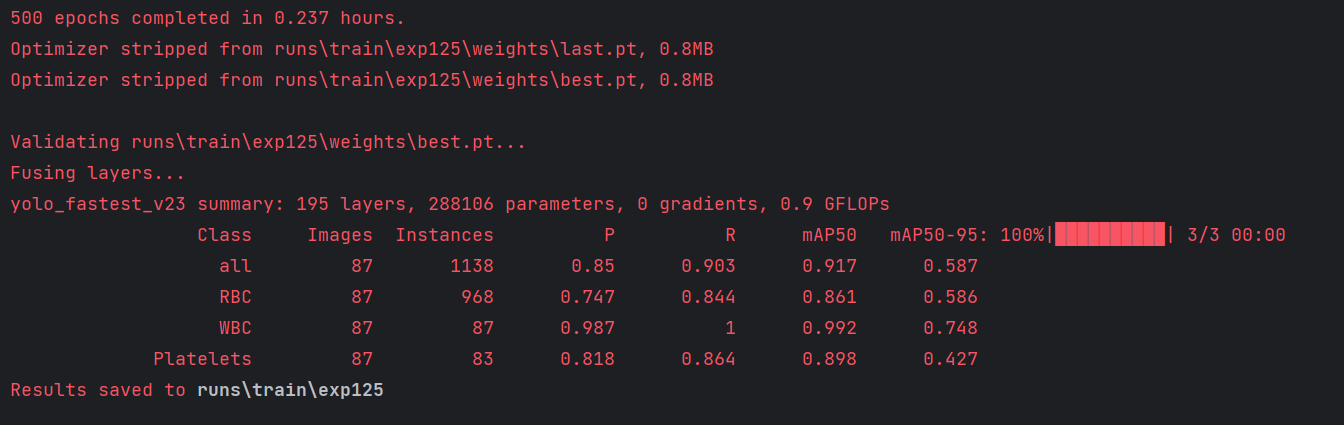 500 epochs completed in 0.237 hours.
Optimizer stripped from runs\train\exp125\weights\last.pt, 0.8MB
Optimizer stripped from runs\train\exp125\weights\best.pt, 0.8MB
Validating runs\train\exp125\weights\best.pt...
Fusing layers...
yolo_fastest_v23 summary: 195 layers, 288106 parameters, 0 gradients, 0.9 GFLOPs
Class Images Instances P R mAP50 mAP50-95: 100%|██████████| 3/3 00:00
all 87 1138 0.85 0.903 0.917 0.587
RBC 87 968 0.747 0.844 0.861 0.586
WBC 87 87 0.987 1 0.992 0.748
Platelets 87 83 0.818 0.864 0.898 0.427
Results saved to runs\train\exp125